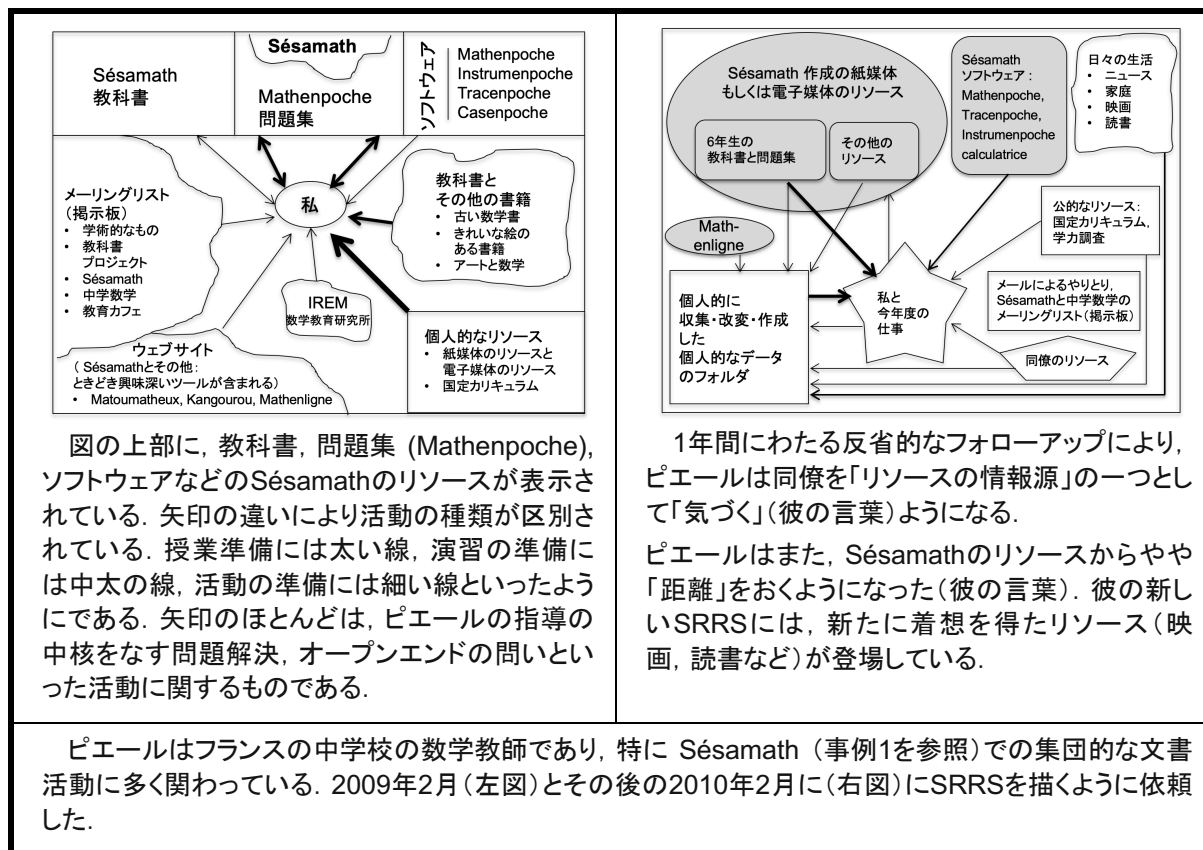 Sésamath
教科書
Sésamath
Mathenpoche
問題集
ソフトウェア
Mathenpoche
Instrumenpoche
Tracenpoche
Casenpoche
私
メーリングリスト
(掲示板)
• 学術的なもの
• 教科書
プロジェクト
• Sésamath
• 中学数学
• 教育カフェ
教科書と
その他の書籍
• 古い数学書
• きれいな絵の
ある書籍
• アートと数学
IREM
数学教育研究所
ウェブサイト
( Sésamathとその他:
ときどき興味深いツールが含まれる)
• Matoumatheux, Kangourou, Mathenligne
個人的なリソース
• 紙媒体のリソースと
電子媒体のリソース
• 国定カリキュラム
図の上部に, 教科書, 問題集 (Mathenpoche),
ソフトウェアなどのSésamathのリソースが表示さ
れている. 矢印の違いにより活動の種類が区別さ
れている. 授業準備には太い線, 演習の準備に
は中太の線, 活動の準備には細い線といったよう
にである. 矢印のほとんどは, ピエールの指導の
中核をなす問題解決, オープンエンドの問いとい
った活動に関するものである.
Sésamath 作成の紙媒体
もしくは電子媒体のリソース
6年生の
教科書と問題集
その他の
リソース
Sésamath
ソフトウェア :
Mathenpoche,
Tracenpoche,
Instrumenpoche
calculatrice
日々の生活
• ニュース
• 家庭
• 映画
• 読書
Math-
enligne
公的なリソース:
国定カリキュラム,
学力調査
個人的に
収集・改変・作成
した
個人的なデータ
のフォルダ
私と
今年度の
仕事
メールによるやりとり,
Sésamathと中学数学の
メーリングリスト(掲示板)
同僚のリソース
1年間にわたる反省的なフォローアップにより,
ピエールは同僚を「リソースの情報源」の一つとし
て「気づく」(彼の言葉)ようになる.
ピエールはまた, Sésamathのリソースからやや
「距離」をおくようになった(彼の言葉). 彼の新し
いSRRSには, 新たに着想を得たリソース(映
画, 読書など)が登場している.
ピエールはフランスの中学校の数学教師であり, 特に Sésamath (事例1を参照)での集団的な文書
活動に多く関わっている. 2009年2月(左図)とその後の2010年2月に(右図)にSRRSを描くように依頼
した.